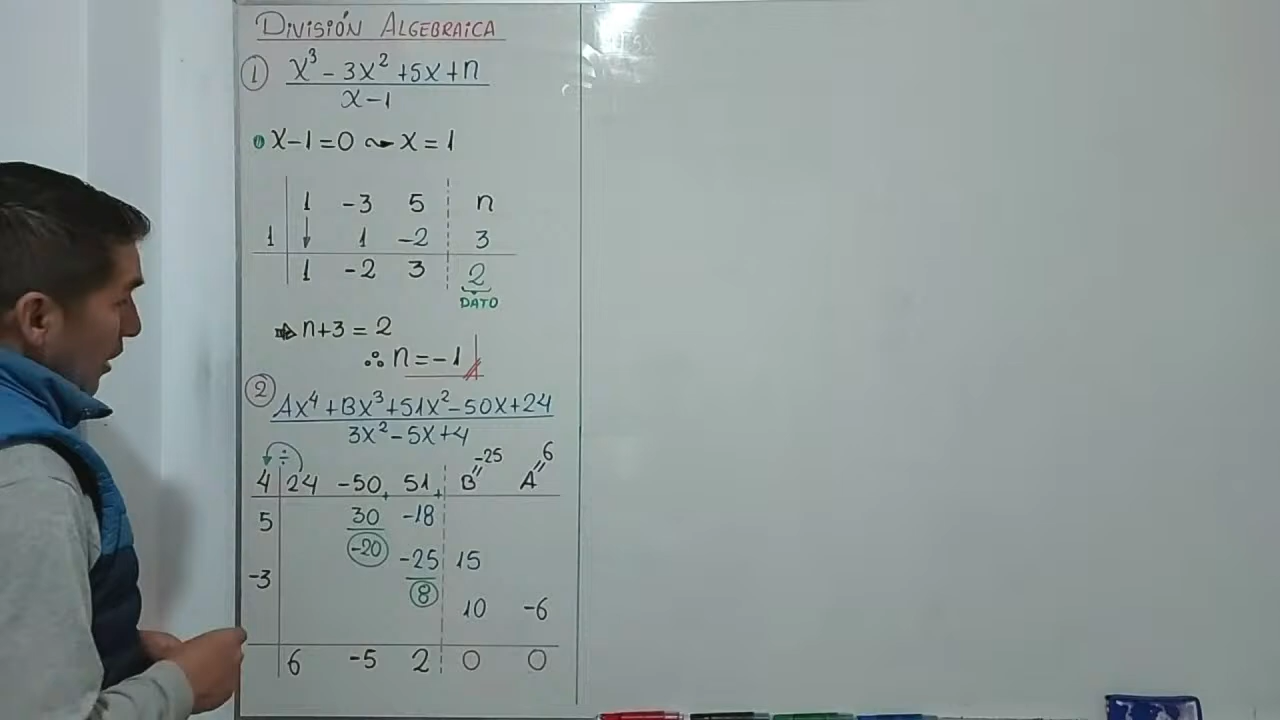 DIVISIÓN ALGEBRAICA
① x³ - 3x² + 5x + n
x - 1
x - 1 = 0 ⤳ x = 1
1 -3 5 n
1 1 -2 3
1 -2 3 2
DATO
⇒ n + 3 = 2
∴ n = -1
② Ax⁴ + Bx³ + 51x² - 50x + 24
3x² - 5x + 4
÷ -25 6
4 24 -50 51 B A
5 30 -18
-20
-25 15
-3
8
10 -6
6 -5 2 0 0